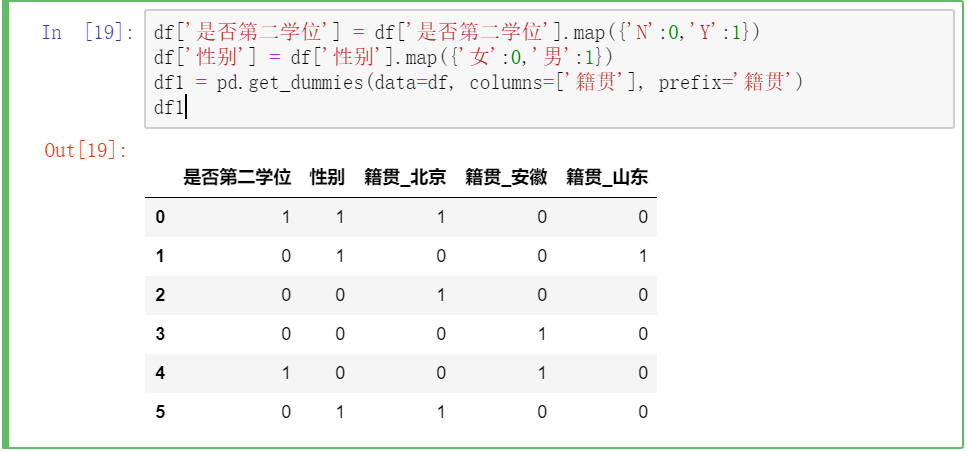 In [19]: df['是否第二学位'] = df['是否第二学位'].map({'N':0,'Y':1})
df['性别'] = df['性别'].map({'女':0,'男':1})
df1 = pd.get_dummies(data=df, columns=['籍贯'], prefix='籍贯')
df1
Out[19]:
是否第二学位 性别 籍贯_北京 籍贯_安徽 籍贯_山东
0 1 1 1 0 0
1 0 1 0 0 1
2 0 0 1 0 0
3 0 0 0 1 0
4 1 0 0 1 0
5 0 1 1 0 0